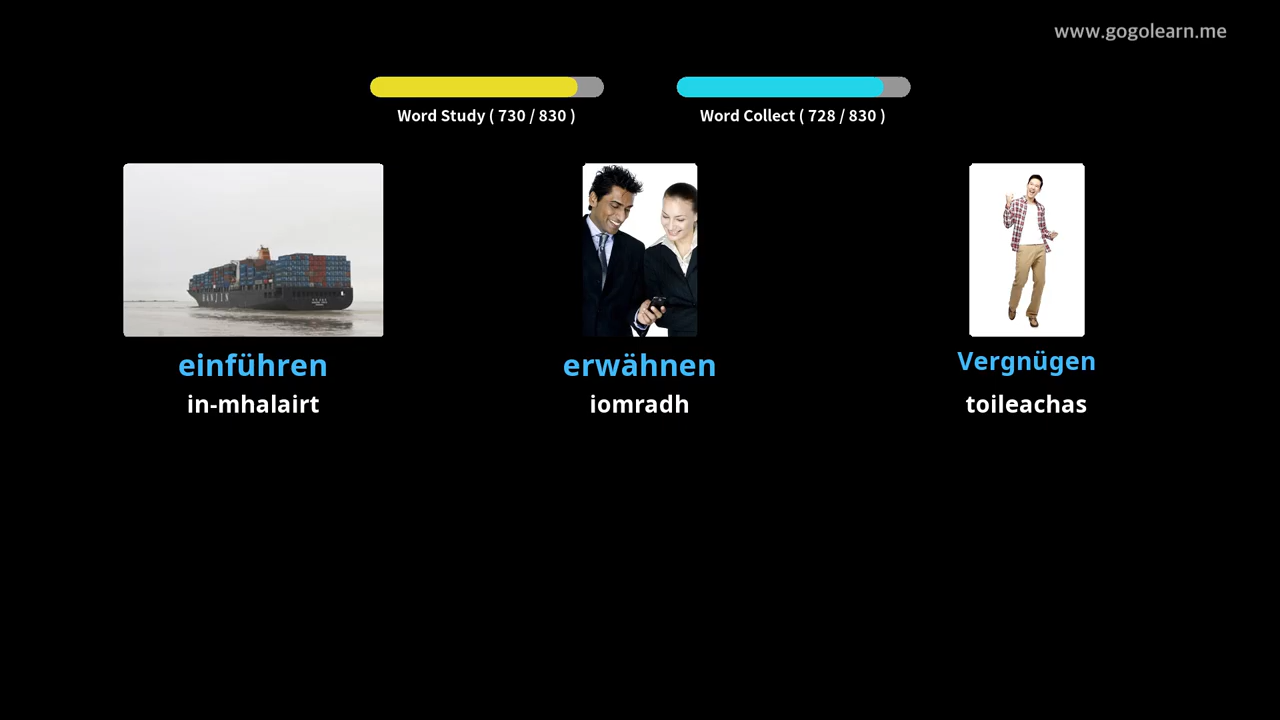 www.gogolearn.me
Word Study ( 730 / 830 )
Word Collect ( 728 / 830 )
einführen
erwähnen
Vergnügen
in-mhalairt
iomradh
toileachas